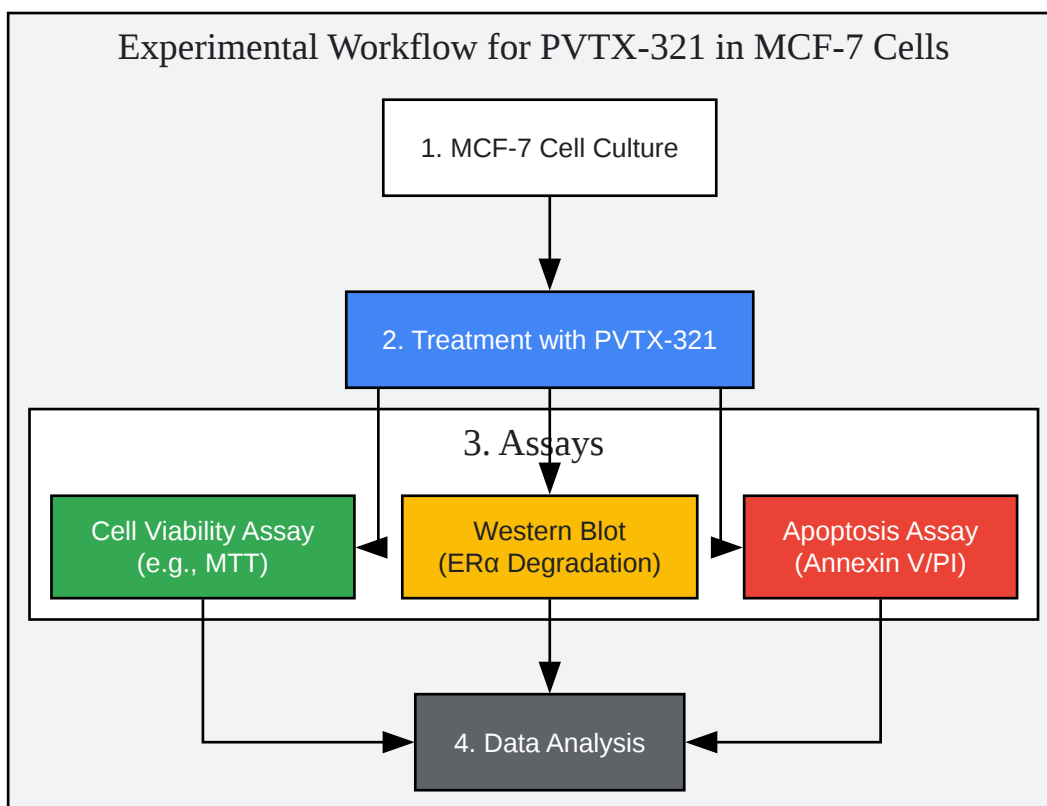 Experimental Workflow for PVTX-321 in MCF-7 Cells
1. MCF-7 Cell Culture
2. Treatment with PVTX-321
3. Assays
Cell Viability Assay
(e.g., MTT)
Western Blot
(ERα Degradation)
Apoptosis Assay
(Annexin V/PI)
4. Data Analysis